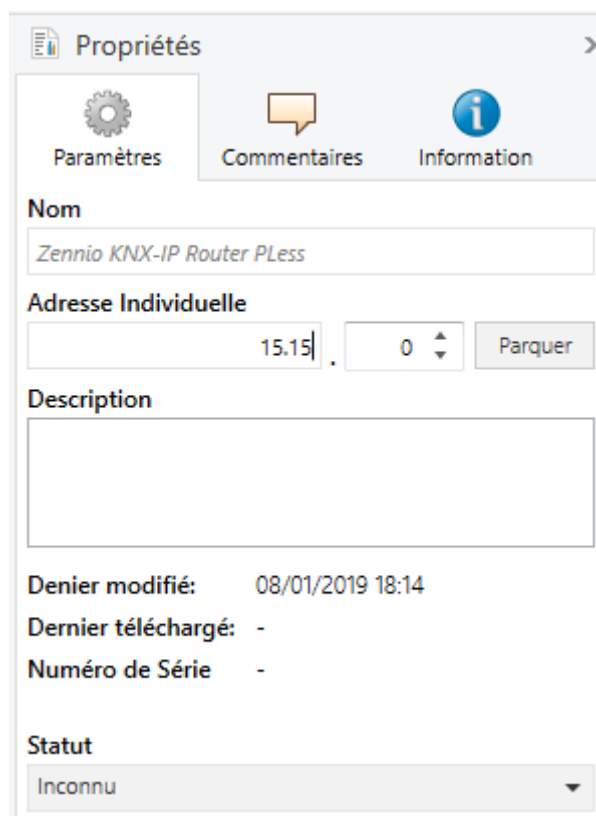 Propriétés
Paramètres Commentaires Information
Nom
Zennio KNX-IP Router PLess
Adresse Individuelle
15.15 . 0 Parquer
Description
Denier modifié: 08/01/2019 18:14
Dernier téléchargé: -
Numéro de Série -
Statut
Inconnu